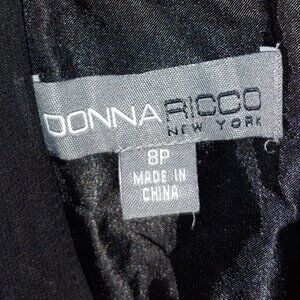 DONNA RICCO
NEW YORK
8P
MADE IN
CHINA